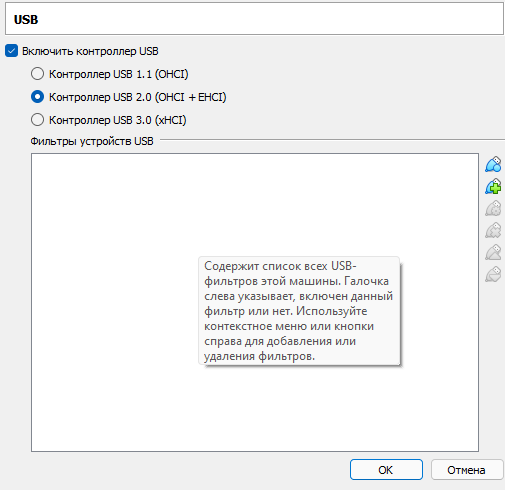 USB
Включить контроллер USB
Контроллер USB 1.1 (OHCI)
Контроллер USB 2.0 (OHCI + EHCI)
Контроллер USB 3.0 (xHCI)
Фильтры устройств USB
Содержит список всех USB-
фильтров этой машины. Галочка
слева указывает, включен данный
фильтр или нет. Используйте
контекстное меню или кнопки
справа для добавления или
удаления фильтров.
OK
Отмена